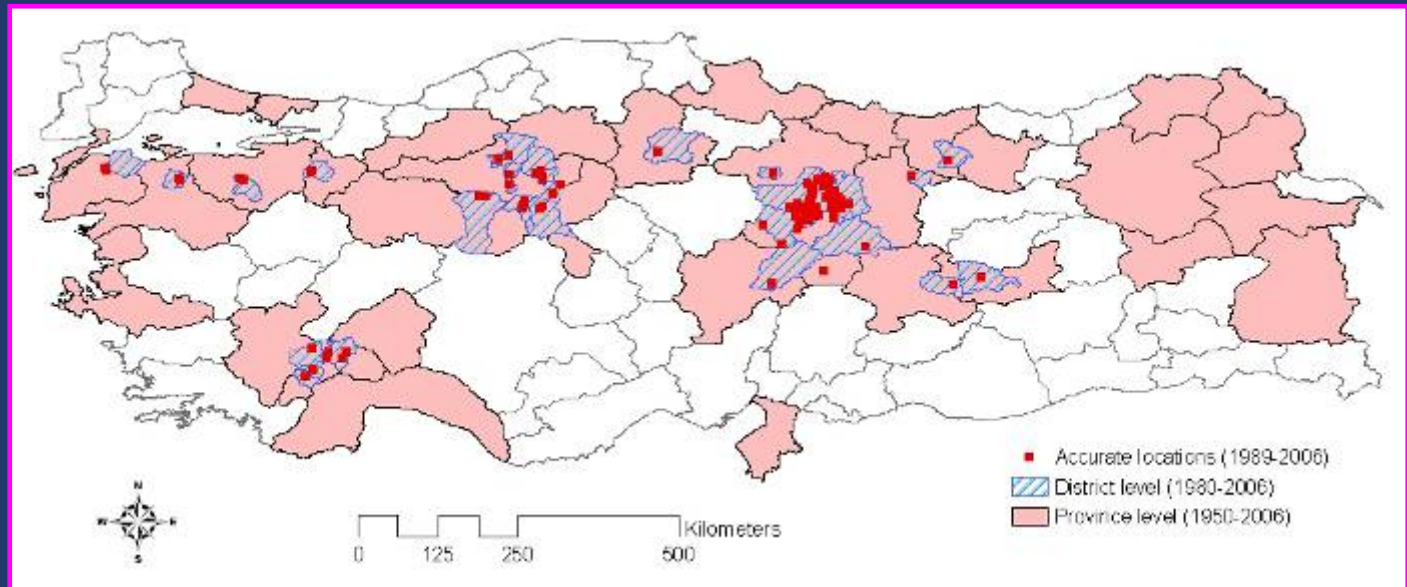 Accurate locations (1989-2006)
District level (1980-2006)
Province level (1950-2006)
N
W E
S
Kilometers
0 125 250 500